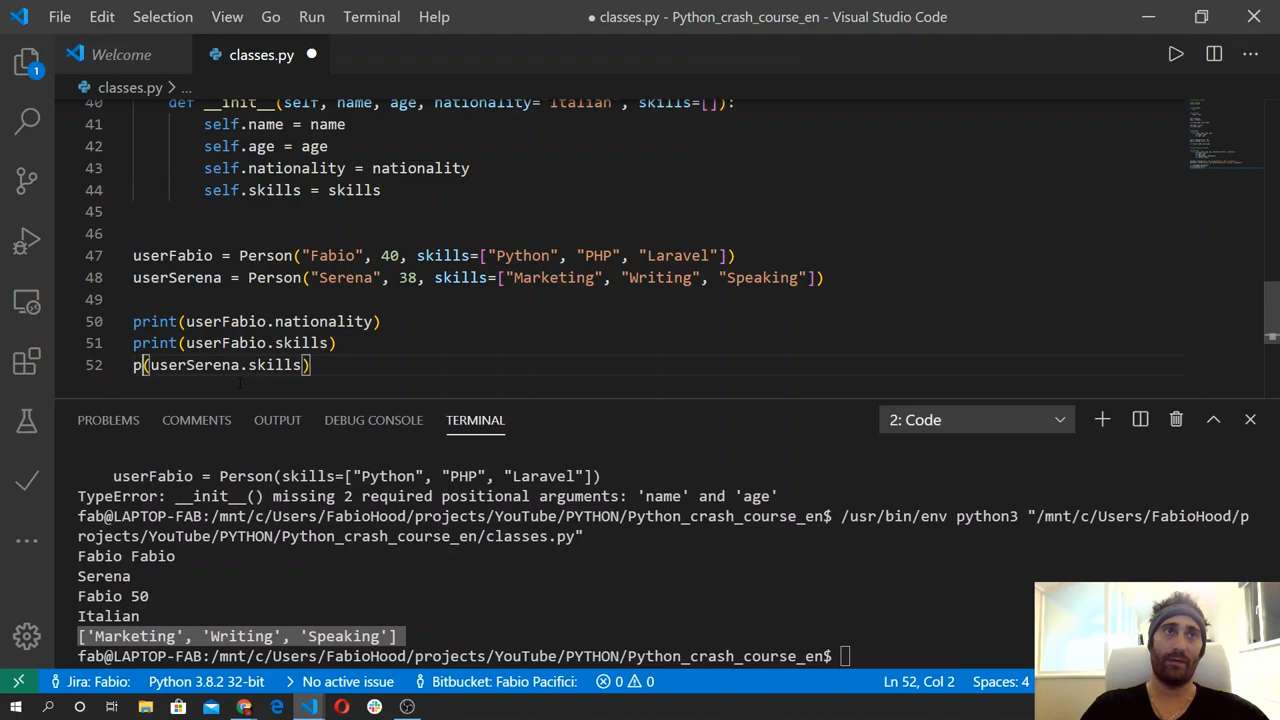 File Edit Selection View Go Run Terminal Help ● classes.py - Python_crash_course_en - Visual Studio Code
Welcome classes.py
classes.py > ...
1
40 def __init__(self, name, age, nationality="Italian", skills=[]):
41 self.name = name
42 self.age = age
43 self.nationality = nationality
44 self.skills = skills
45
46
47 userFabio = Person("Fabio", 40, skills=["Python", "PHP", "Laravel"])
48 userSerena = Person("Serena", 38, skills=["Marketing", "Writing", "Speaking"])
49
50 print(userFabio.nationality)
51 print(userFabio.skills)
52 p(userSerena.skills)
PROBLEMS COMMENTS OUTPUT DEBUG CONSOLE TERMINAL 2: Code
userFabio = Person(skills=["Python", "PHP", "Laravel"])
TypeError: __init__() missing 2 required positional arguments: 'name' and 'age'
fab@LAPTOP-FAB:/mnt/c/Users/FabioHood/projects/YouTube/PYTHON/Python_crash_course_en$ /usr/bin/env python3 "/mnt/c/Users/FabioHood/p
rojects/YouTube/PYTHON/Python_crash_course_en/classes.py"
Fabio Fabio
Serena
Fabio 50
Italian
['Marketing', 'Writing', 'Speaking']
fab@LAPTOP-FAB:/mnt/c/Users/FabioHood/projects/YouTube/PYTHON/Python_crash_course_en$
Jira: Fabio: Python 3.8.2 32-bit No active issue Bitbucket: Fabio Pacifici: 0 0 Ln 52, Col 2 Spaces: 4